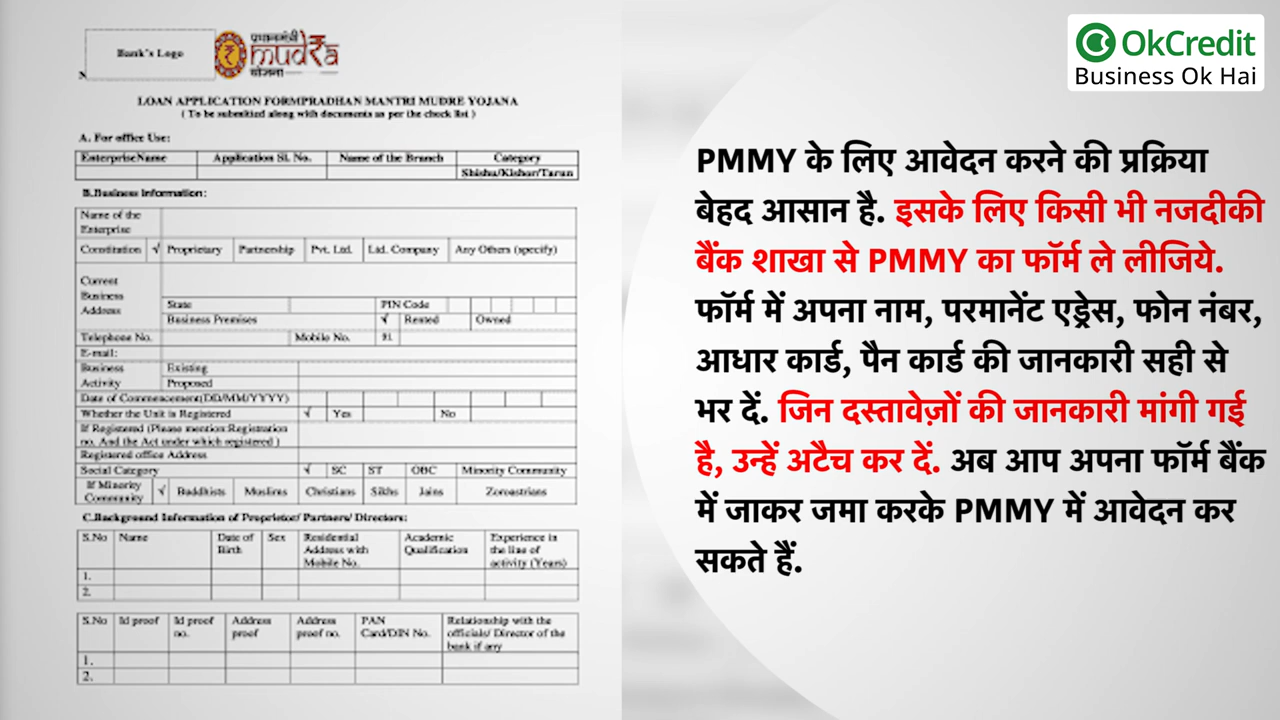 Bank's Logo
प्रधानमंत्री
mudra
योजना
LOAN APPLICATION FORMPRADHAN MANTRI MUDRE YOJANA
( To be submitted along with documents as per the check list )
A. For office Use:
EnterpriseName Application Sl. No. Name of the Branch Category
Shishu/Kishor/Tarun
B.Business Information:
Name of the
Enterprise
Constitution √ Proprietary Partnership Pvt. Ltd. Ltd. Company Any Others (specify)
Current
Business
Address
State PIN Code
Business Premises √ Rented Owned
Telephone No. Mobile No. 91
E-mail:
Business Existing
Activity Proposed
Date of Commencement(DD/MM/YYYY)
Whether the Unit is Registered √ Yes No
If Registered (Please mention:Registration
no. And the Act under which registered )
Registered office Address
Social Category √ SC ST OBC Minority Community
If Minority
Community √ Buddhists Muslims Christians Sikhs Jains Zoroastrians
C.Background Information of Proprietor/ Partners/ Directors:
S.No Name Date of
Birth Sex Residential
Address with
Mobile No. Academic
Qualification Experience in
the line of
activity (Years)
1.
2.
S.No Id proof Id proof
no. Address
proof Address
proof no. PAN
Card/DIN No. Relationship with the
officials/ Director of the
bank if any
1.
2.
OkCredit
Business Ok Hai
PMMY के लिए आवेदन करने की प्रक्रिया
बेहद आसान है. इसके लिए किसी भी नजदीकी
बैंक शाखा से PMMY का फॉर्म ले लीजिये.
फॉर्म में अपना नाम, परमानेंट एड्रेस, फोन नंबर,
आधार कार्ड, पैन कार्ड की जानकारी सही से
भर दें. जिन दस्तावेज़ों की जानकारी मांगी गई
है, उन्हें अटैच कर दें. अब आप अपना फॉर्म बैंक
में जाकर जमा करके PMMY में आवेदन कर
सकते हैं.